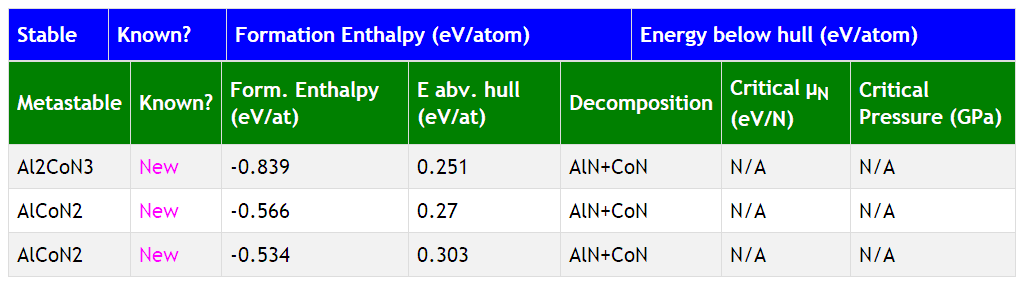 Stable Known? Formation Enthalpy (eV/atom) Energy below hull (eV/atom)
Metastable Known? Form. Enthalpy (eV/at) E abv. hull (eV/at) Decomposition Critical μN (eV/N) Critical Pressure (GPa)
Al2CoN3 New -0.839 0.251 AlN+CoN N/A N/A
AlCoN2 New -0.566 0.27 AlN+CoN N/A N/A
AlCoN2 New -0.534 0.303 AlN+CoN N/A N/A